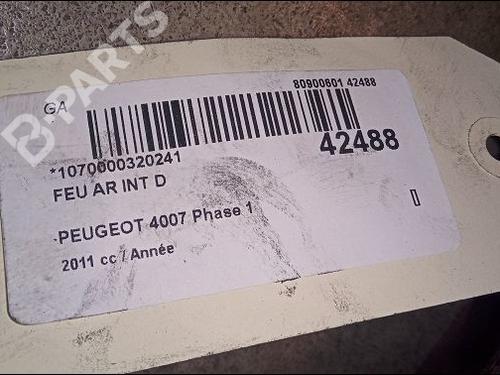 B-PARTS
GA
80900601 42488
*1070000320241
42488
FEU AR INT D
PEUGEOT 4007 Phase 1
2011 cc / Année